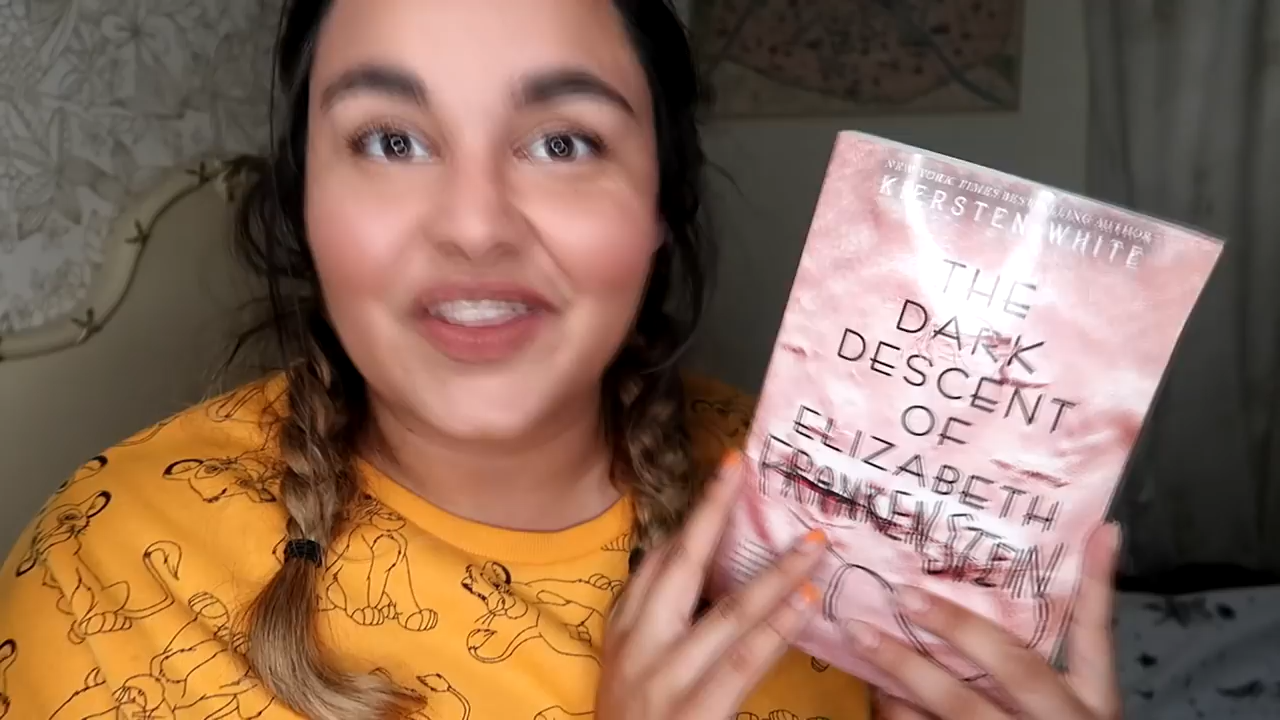 NEW YORK TIMES BESTSELLING AUTHOR
KIERSTEN WHITE
THE
DARK
DESCENT
OF
ELIZABETH
FRANKENSTEIN